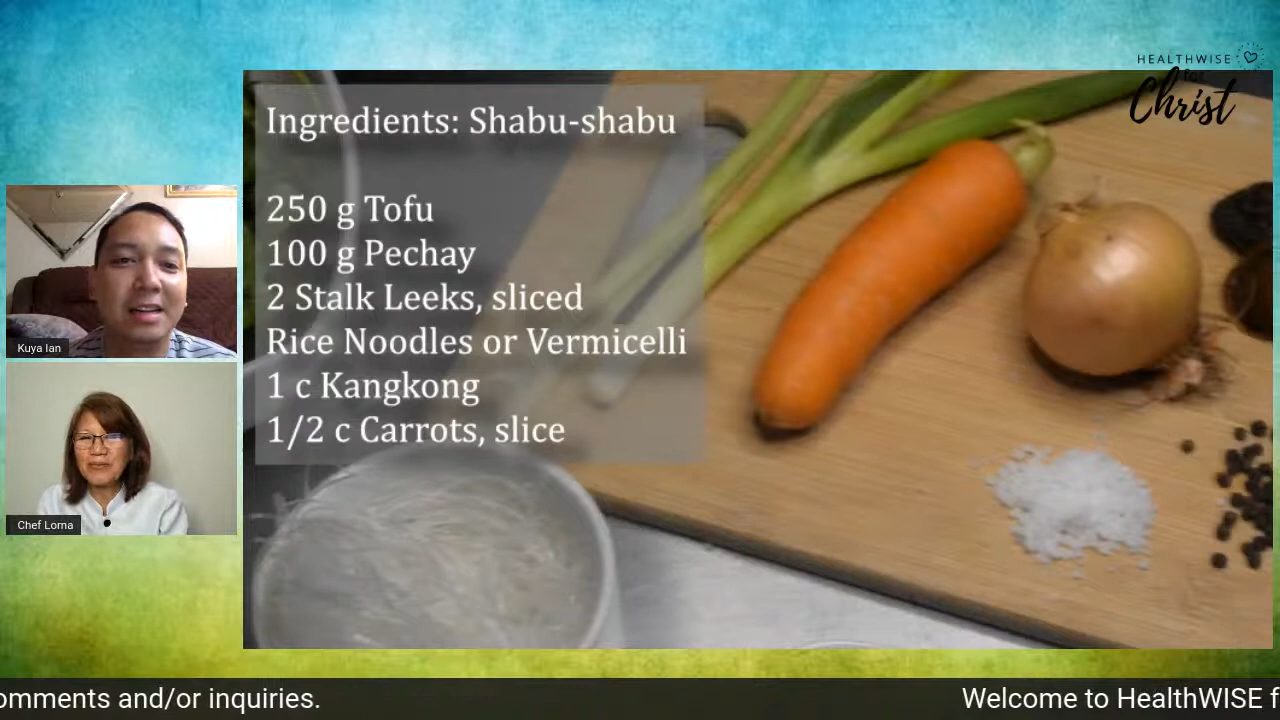 HEALTHWISE
for
Christ
Ingredients: Shabu-shabu
250 g Tofu
100 g Pechay
2 Stalk Leeks, sliced
Rice Noodles or Vermicelli
1 c Kangkong
1/2 c Carrots, slice
Kuya Ian
Chef Lorna
omments and/or inquiries.
Welcome to HealthWISE f